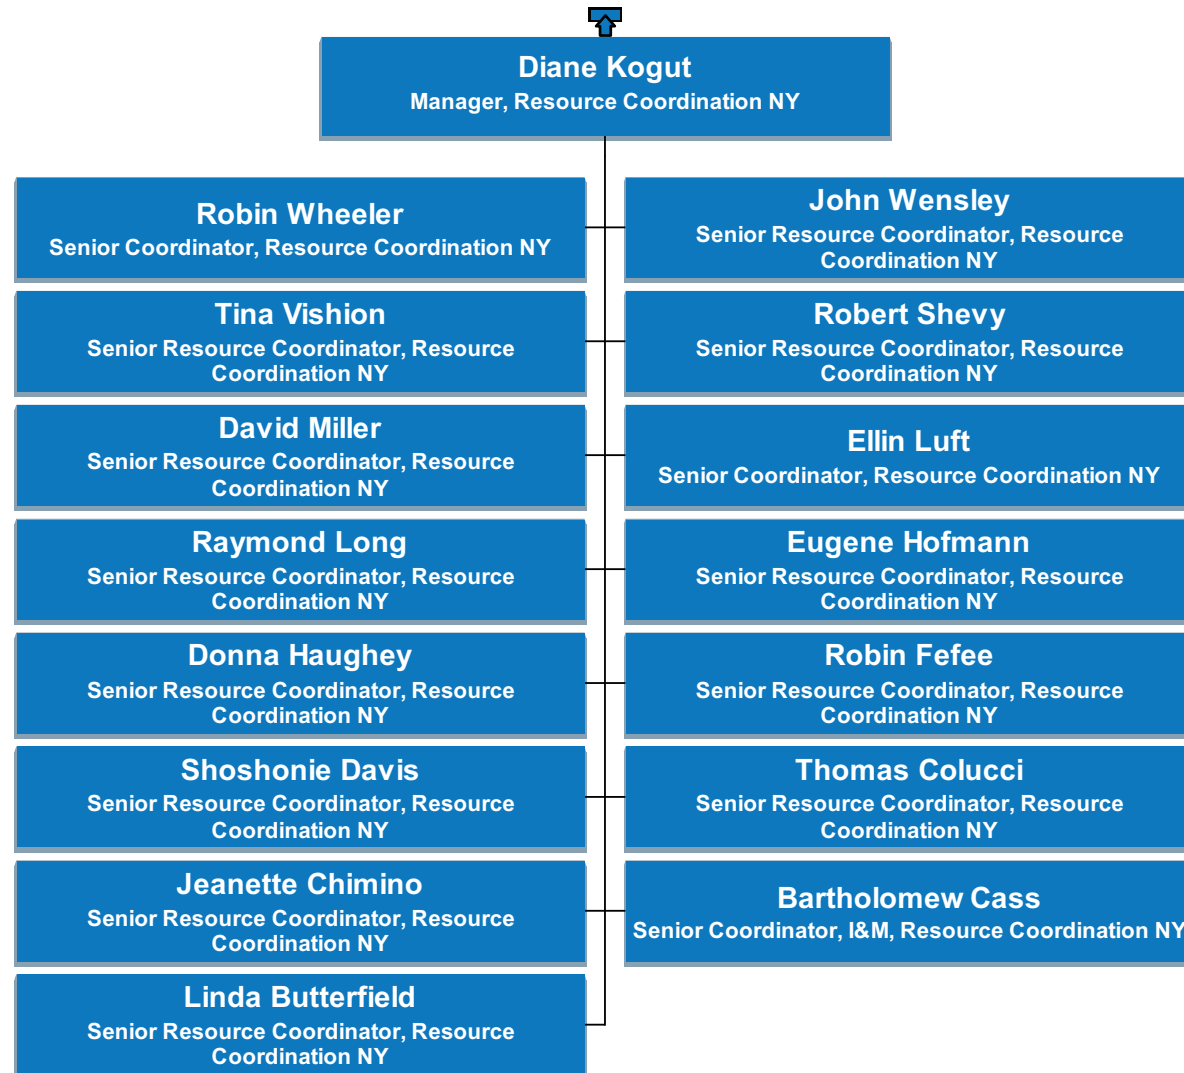 Diane Kogut
Manager, Resource Coordination NY
Robin Wheeler
Senior Coordinator, Resource Coordination NY
John Wensley
Senior Resource Coordinator, Resource
Coordination NY
Tina Vishion
Senior Resource Coordinator, Resource
Coordination NY
Robert Shevy
Senior Resource Coordinator, Resource
Coordination NY
David Miller
Senior Resource Coordinator, Resource
Coordination NY
Ellin Luft
Senior Coordinator, Resource Coordination NY
Raymond Long
Senior Resource Coordinator, Resource
Coordination NY
Eugene Hofmann
Senior Resource Coordinator, Resource
Coordination NY
Donna Haughey
Senior Resource Coordinator, Resource
Coordination NY
Robin Fefee
Senior Resource Coordinator, Resource
Coordination NY
Shoshonie Davis
Senior Resource Coordinator, Resource
Coordination NY
Thomas Colucci
Senior Resource Coordinator, Resource
Coordination NY
Jeanette Chimino
Senior Resource Coordinator, Resource
Coordination NY
Bartholomew Cass
Senior Coordinator, I&M, Resource Coordination NY
Linda Butterfield
Senior Resource Coordinator, Resource
Coordination NY